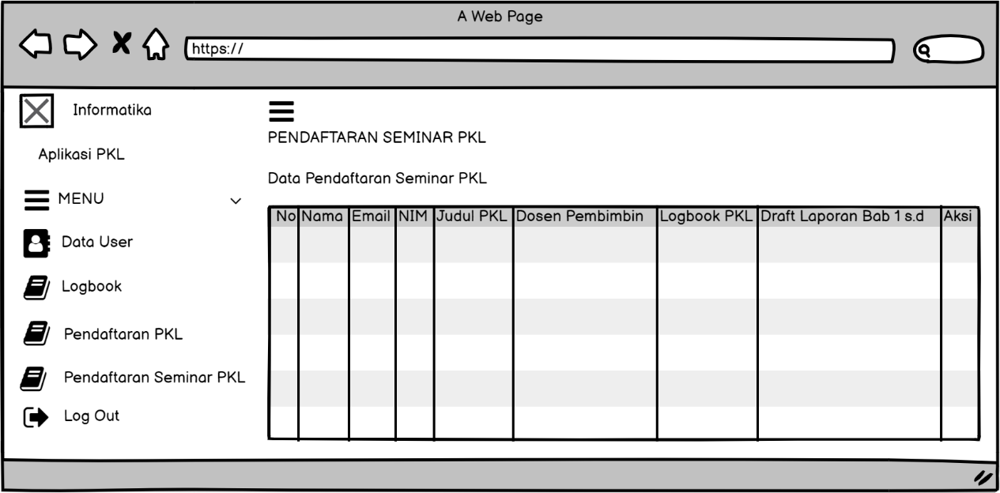 A Web Page
https://
Informatika
Aplikasi PKL
MENU
Data User
Logbook
Pendaftaran PKL
Pendaftaran Seminar PKL
Log Out
PENDAFTARAN SEMINAR PKL
Data Pendaftaran Seminar PKL
No Nama Email NIM Judul PKL Dosen Pembimbin Logbook PKL Draft Laporan Bab 1 s.d Aksi